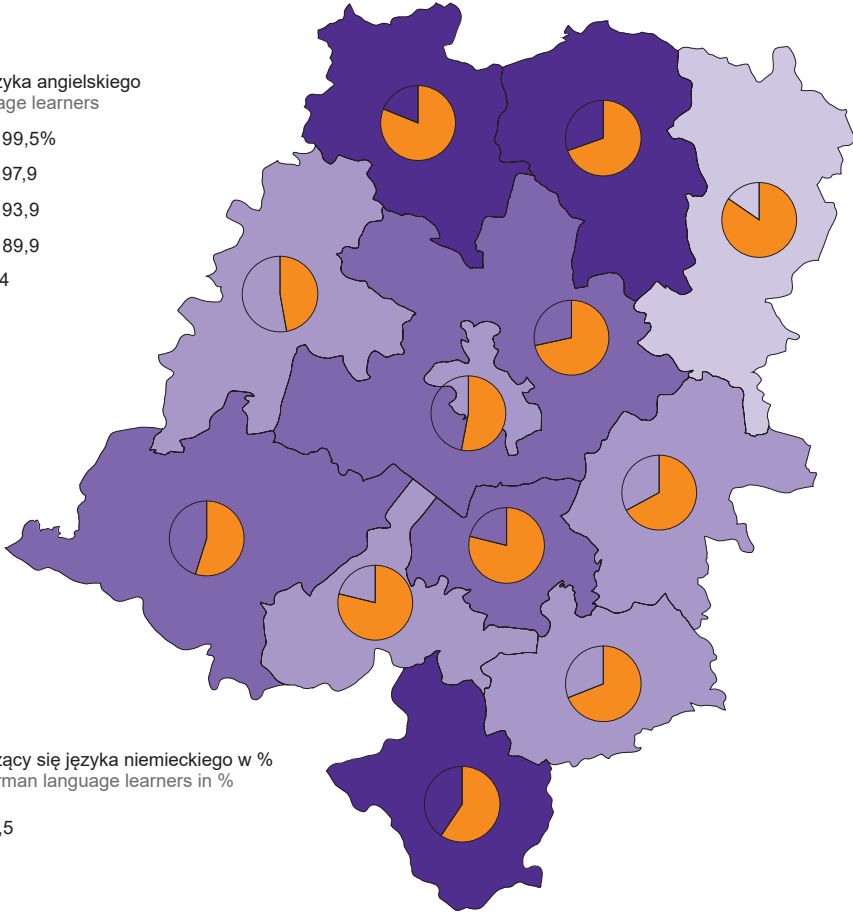 zyka angielskiego
age learners
99,5%
97,9
93,9
89,9
4
zący się języka niemieckiego w %
rman language learners in %
,5